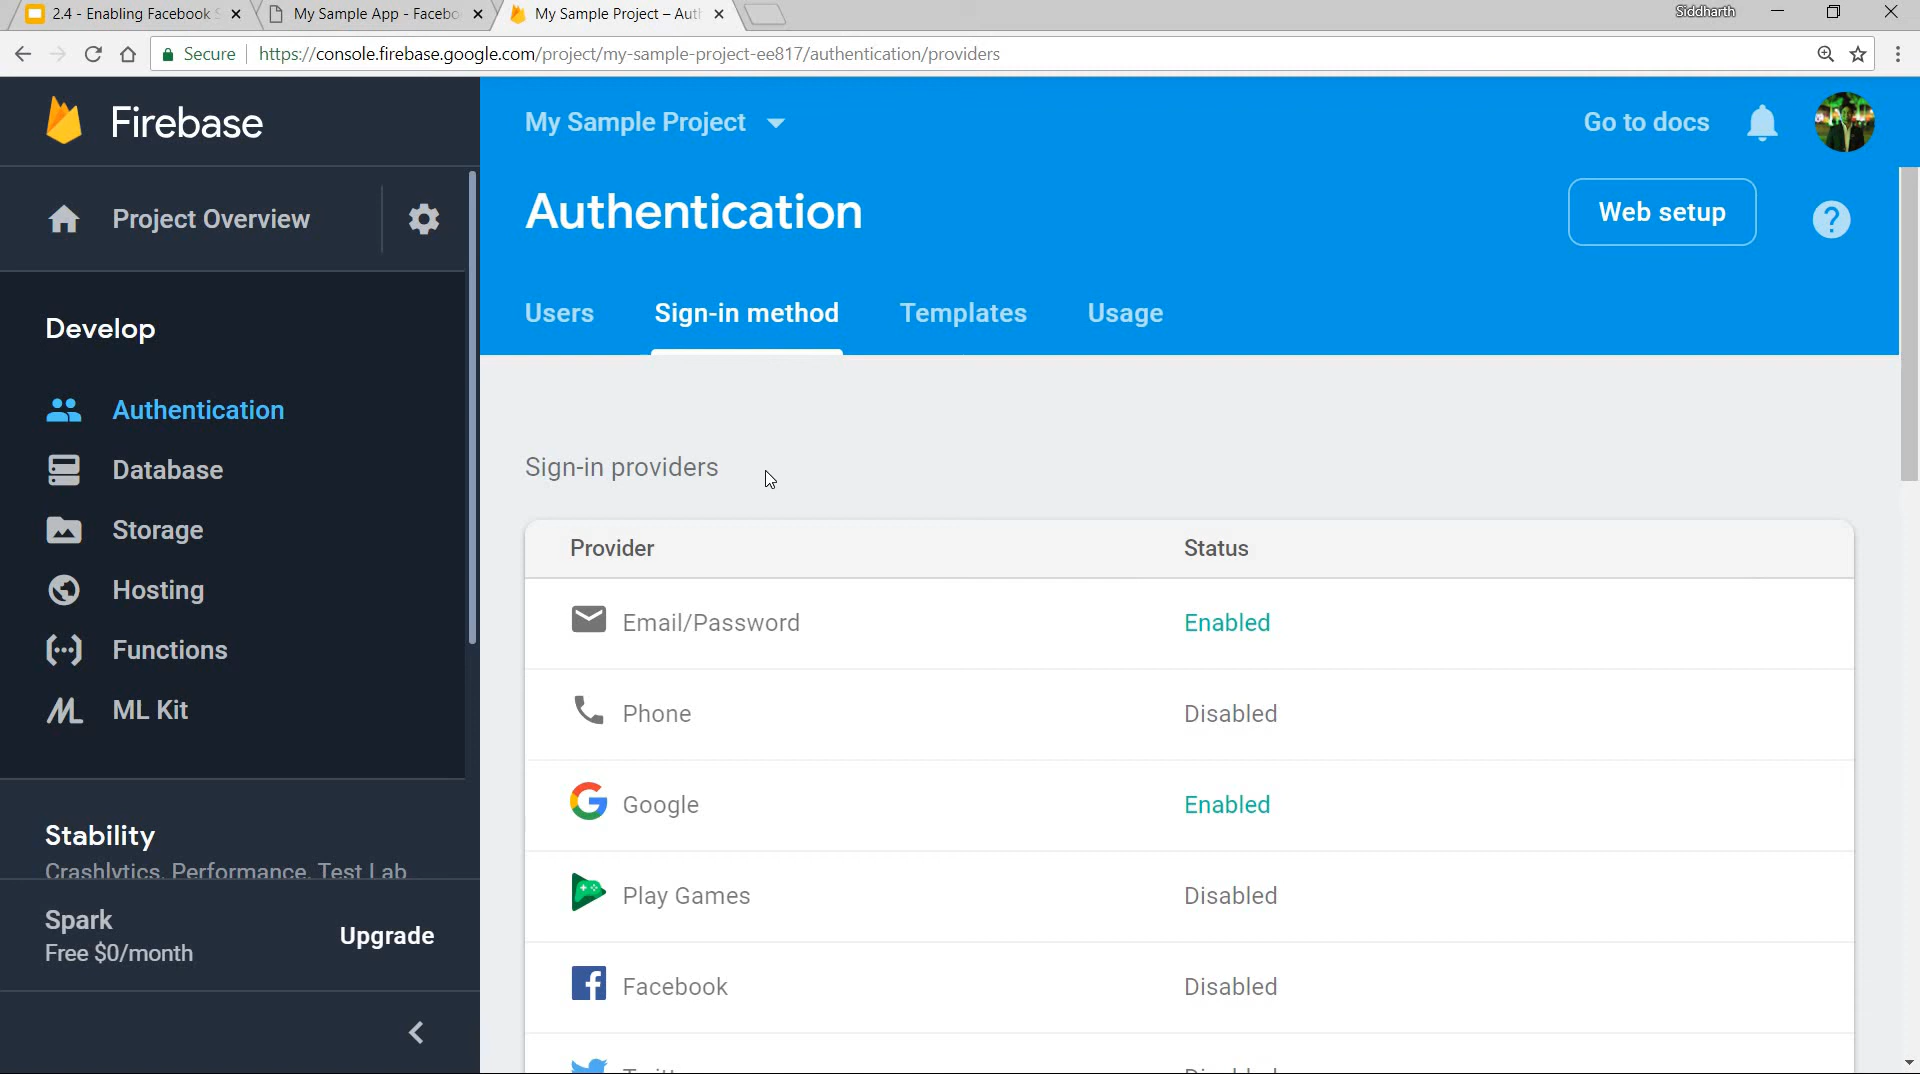 2.4 - Enabling Facebook S
My Sample App - Facebo
My Sample Project – Aut
Siddharth
Secure
https://console.firebase.google.com/project/my-sample-project-ee817/authentication/providers
Firebase
My Sample Project
Go to docs
Project Overview
Authentication
Web setup
Users
Sign-in method
Templates
Usage
Develop
Authentication
Database
Storage
Hosting
Functions
ML Kit
Sign-in providers
Provider
Status
Email/Password
Enabled
Phone
Disabled
Google
Enabled
Play Games
Disabled
Facebook
Disabled
Stability
Crashlytics, Performance, Test Lab
Spark
Free $0/month
Upgrade